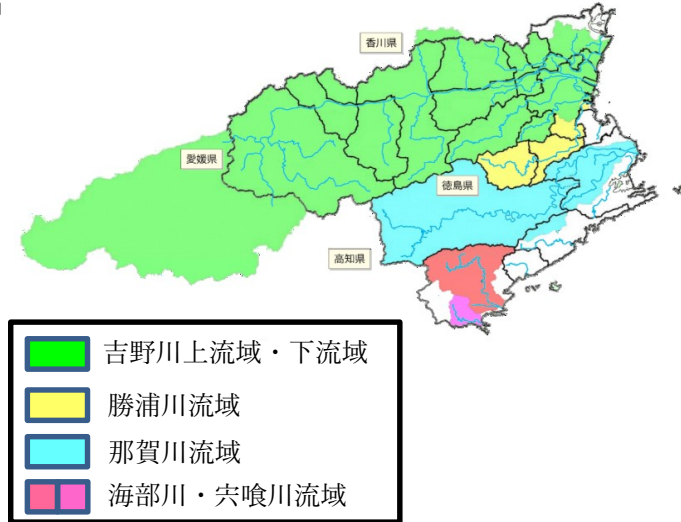 香川県
愛媛県
徳島県
高知県
吉野川上流域・下流域
勝浦川流域
那賀川流域
海部川・宍喰川流域